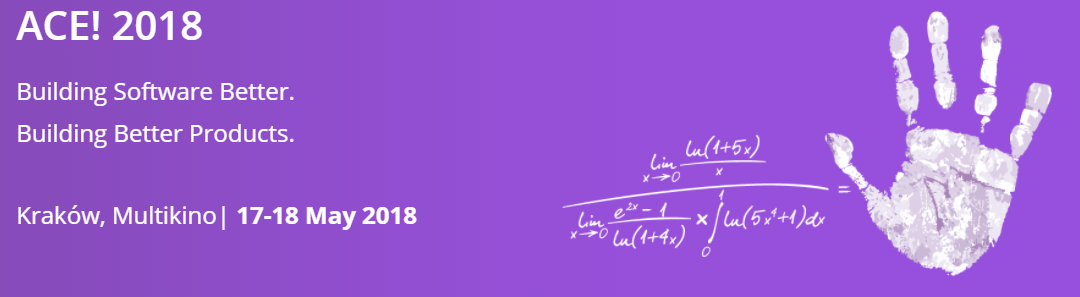 ACE! 2018
Building Software Better.
Building Better Products.
Kraków, Multikino| 17-18 May 2018
lim x→0 ln(1+5x)
x
=
lim x→0 e^2x - 1
ln(1+4x)
× ∫ 1 0 ln(5x^4+1)dx